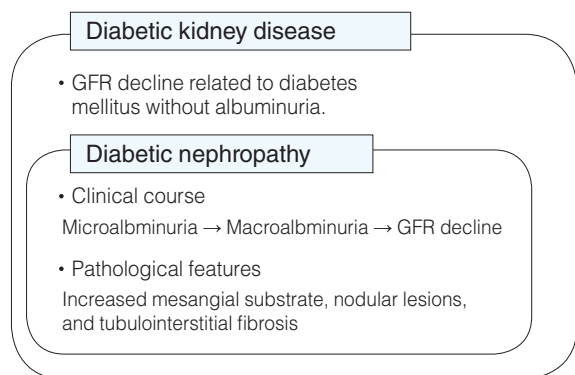 Diabetic kidney disease
• GFR decline related to diabetes
mellitus without albuminuria.
Diabetic nephropathy
• Clinical course
Microalbminuria → Macroalbminuria → GFR decline
• Pathological features
Increased mesangial substrate, nodular lesions,
and tubulointerstitial fibrosis